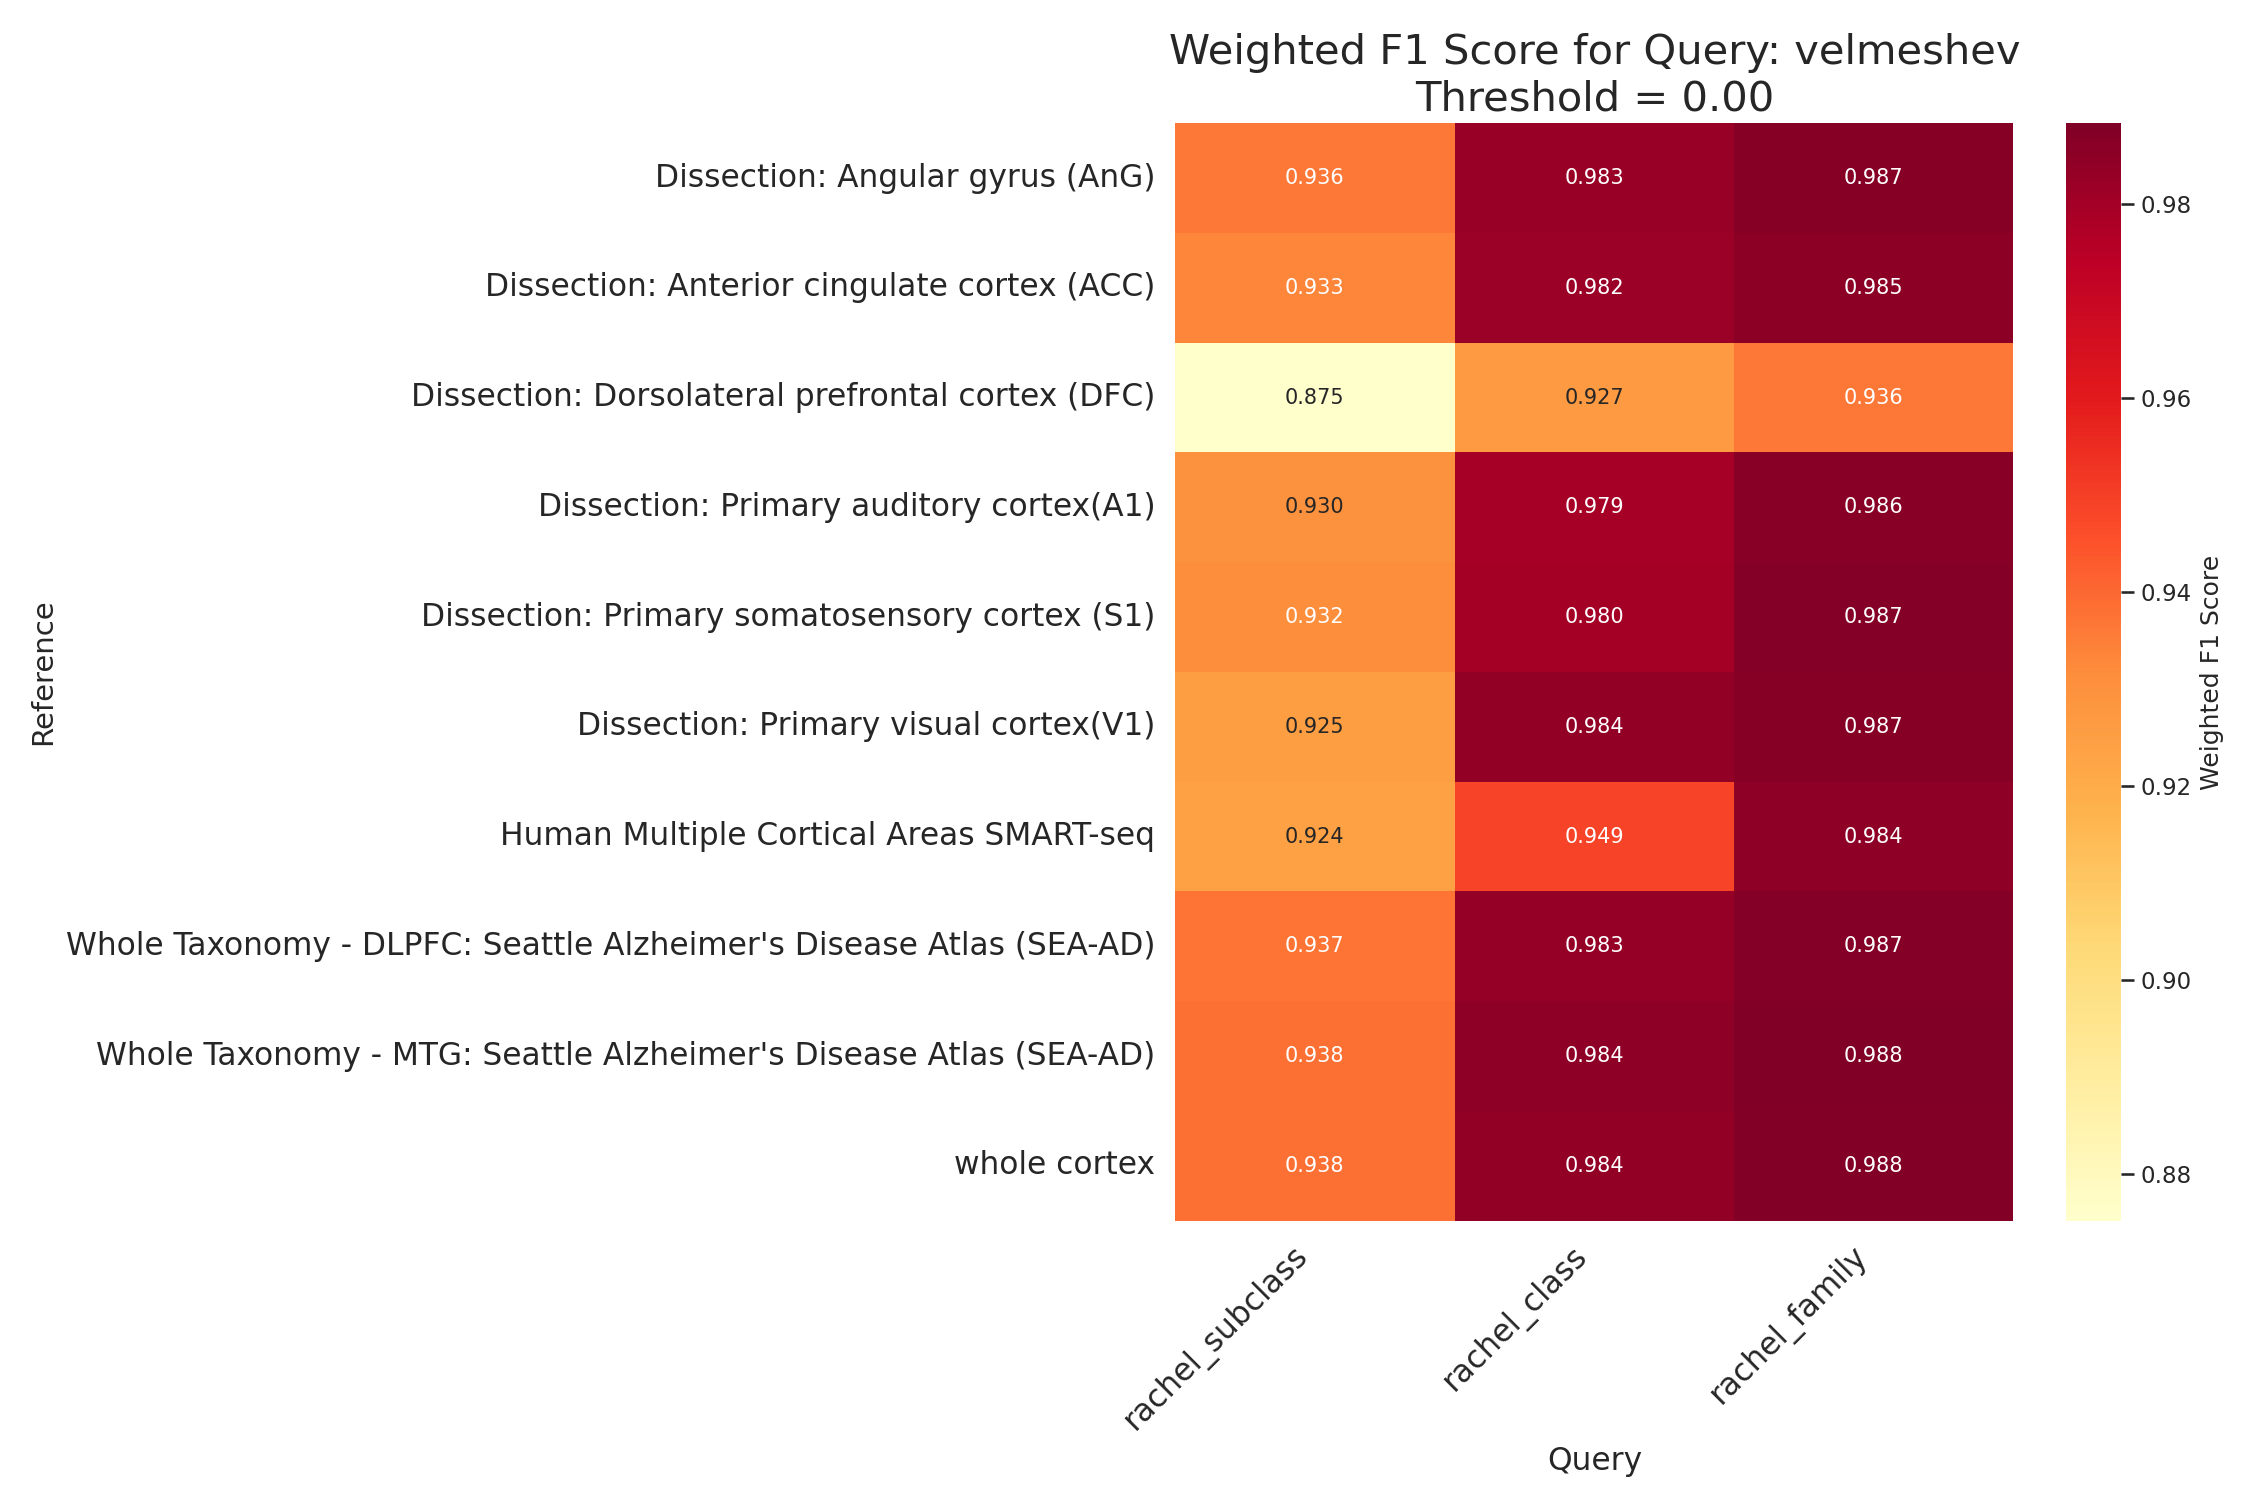 Weighted F1 Score for Query: velmeshev
Threshold = 0.00
Reference
Dissection: Angular gyrus (AnG) 0.936 0.983 0.987
Dissection: Anterior cingulate cortex (ACC) 0.933 0.982 0.985
Dissection: Dorsolateral prefrontal cortex (DFC) 0.875 0.927 0.936
Dissection: Primary auditory cortex(A1) 0.930 0.979 0.986
Dissection: Primary somatosensory cortex (S1) 0.932 0.980 0.987
Dissection: Primary visual cortex(V1) 0.925 0.984 0.987
Human Multiple Cortical Areas SMART-seq 0.924 0.949 0.984
Whole Taxonomy - DLPFC: Seattle Alzheimer's Disease Atlas (SEA-AD) 0.937 0.983 0.987
Whole Taxonomy - MTG: Seattle Alzheimer's Disease Atlas (SEA-AD) 0.938 0.984 0.988
whole cortex 0.938 0.984 0.988
rachel_subclass rachel_class rachel_family
Query
0.98
0.96
0.94
0.92
0.90
0.88
Weighted F1 Score